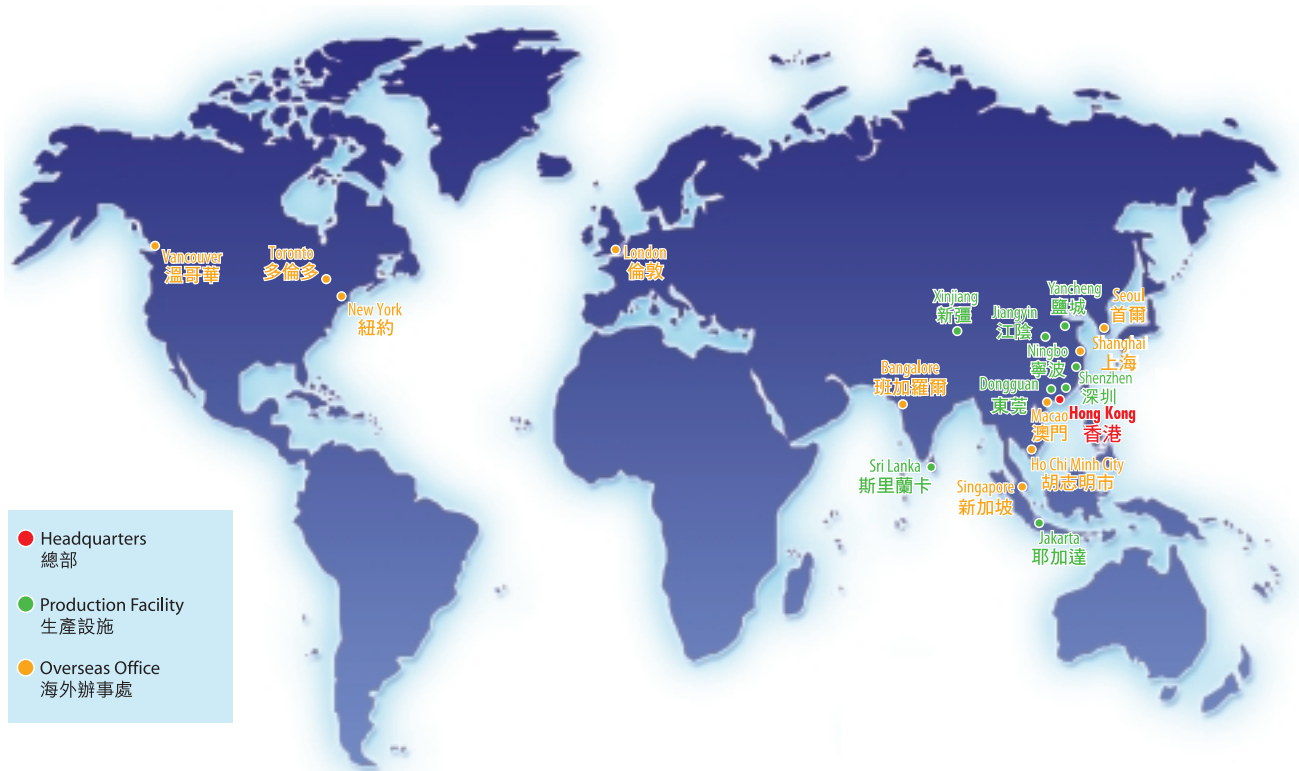 Vancouver
溫哥華
Toronto
多倫多
New York
紐約
London
倫敦
Xinjiang
新疆
Jiangyin
江陰
Yancheng
鹽城
Seoul
首爾
Shanghai
上海
Ningbo
寧波
Bangalore
班加羅爾
Dongguan
東莞
Shenzhen
深圳
Macao
澳門
Hong Kong
香港
Sri Lanka
斯里蘭卡
Ho Chi Minh City
胡志明市
Singapore
新加坡
Jakarta
耶加達
Headquarters
總部
Production Facility
生產設施
Overseas Office
海外辦事處